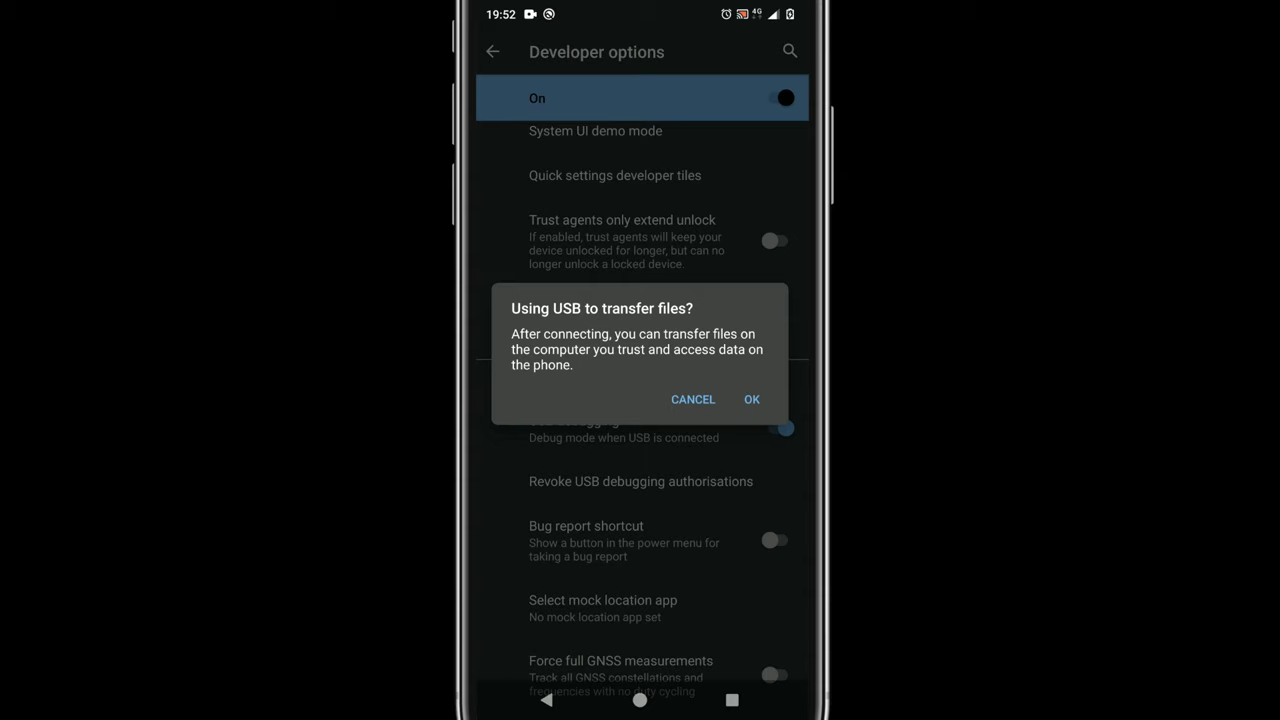 19:52
4G
Developer options
On
System UI demo mode
Quick settings developer tiles
Trust agents only extend unlock
If enabled, trust agents will keep your
device unlocked for longer, but can no
longer unlock a locked device.
Using USB to transfer files?
After connecting, you can transfer files on
the computer you trust and access data on
the phone.
CANCEL
OK
Debug mode when USB is connected
Revoke USB debugging authorisations
Bug report shortcut
Show a button in the power menu for
taking a bug report
Select mock location app
No mock location app set
Force full GNSS measurements
Track all GNSS constellations and
frequencies with no duty cycling